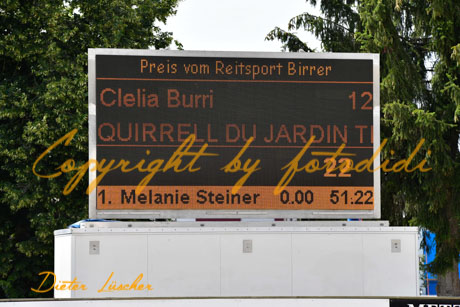 Preis vom Reitsport Birrer
Clelia Burri 12
QUIRRELL DU JARDIN
Copyright by fotodidi
22
1. Melanie Steiner 0.00 51.22
Dieter Lüscher